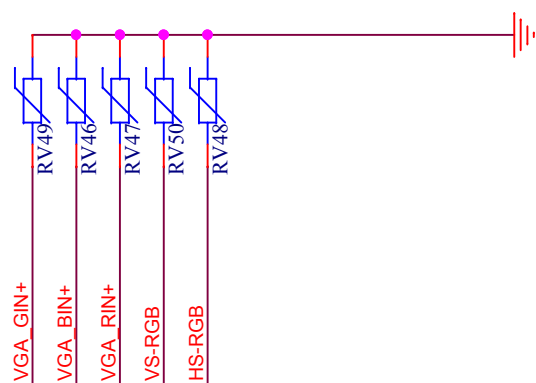 RV49
RV46
RV47
RV50
RV48
VGA_GIN+
VGA_BIN+
VGA_RIN+
VS-RGB
HS-RGB